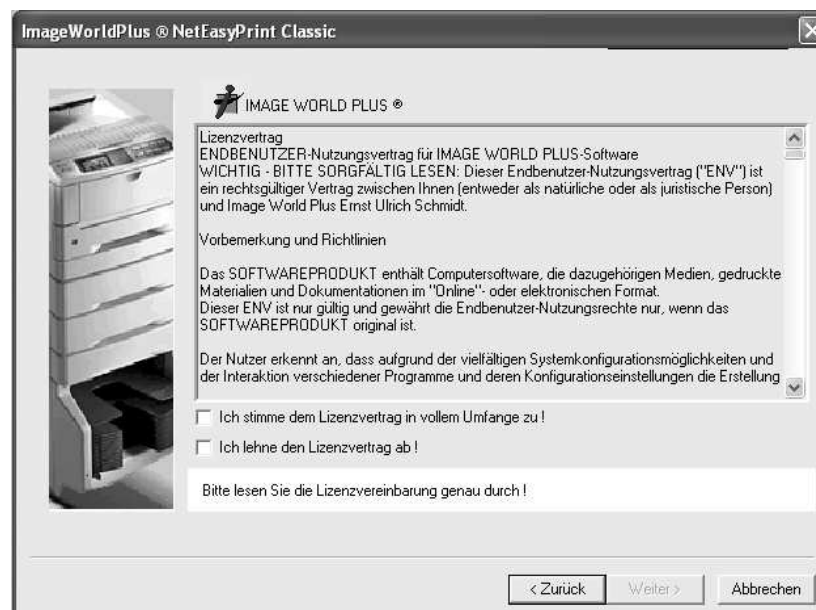 ImageWorldPlus ® NetEasyPrint Classic
IMAGE WORLD PLUS ®
Lizenzvertrag
ENDBENUTZER-Nutzungsvertrag für IMAGE WORLD PLUS-Software
WICHTIG - BITTE SORGFÄLTIG LESEN: Dieser Endbenutzer-Nutzungsvertrag ("ENV") ist
ein rechtsgültiger Vertrag zwischen Ihnen (entweder als natürliche oder als juristische Person)
und Image World Plus Ernst Ulrich Schmidt.
Vorbemerkung und Richtlinien
Das SOFTWAREPRODUKT enthält Computersoftware, die dazugehörigen Medien, gedruckte
Materialien und Dokumentationen im "Online"- oder elektronischen Format.
Dieser ENV ist nur gültig und gewährt die Endbenutzer-Nutzungsrechte nur, wenn das
SOFTWAREPRODUKT original ist.
Der Nutzer erkennt an, dass aufgrund der vielfältigen Systemkonfigurationsmöglichkeiten und
der Interaktion verschiedener Programme und deren Konfigurationseinstellungen die Erstellung
Ich stimme dem Lizenzvertrag in vollem Umfange zu !
Ich lehne den Lizenzvertrag ab !
Bitte lesen Sie die Lizenzvereinbarung genau durch !
< Zurück
Weiter >
Abbrechen